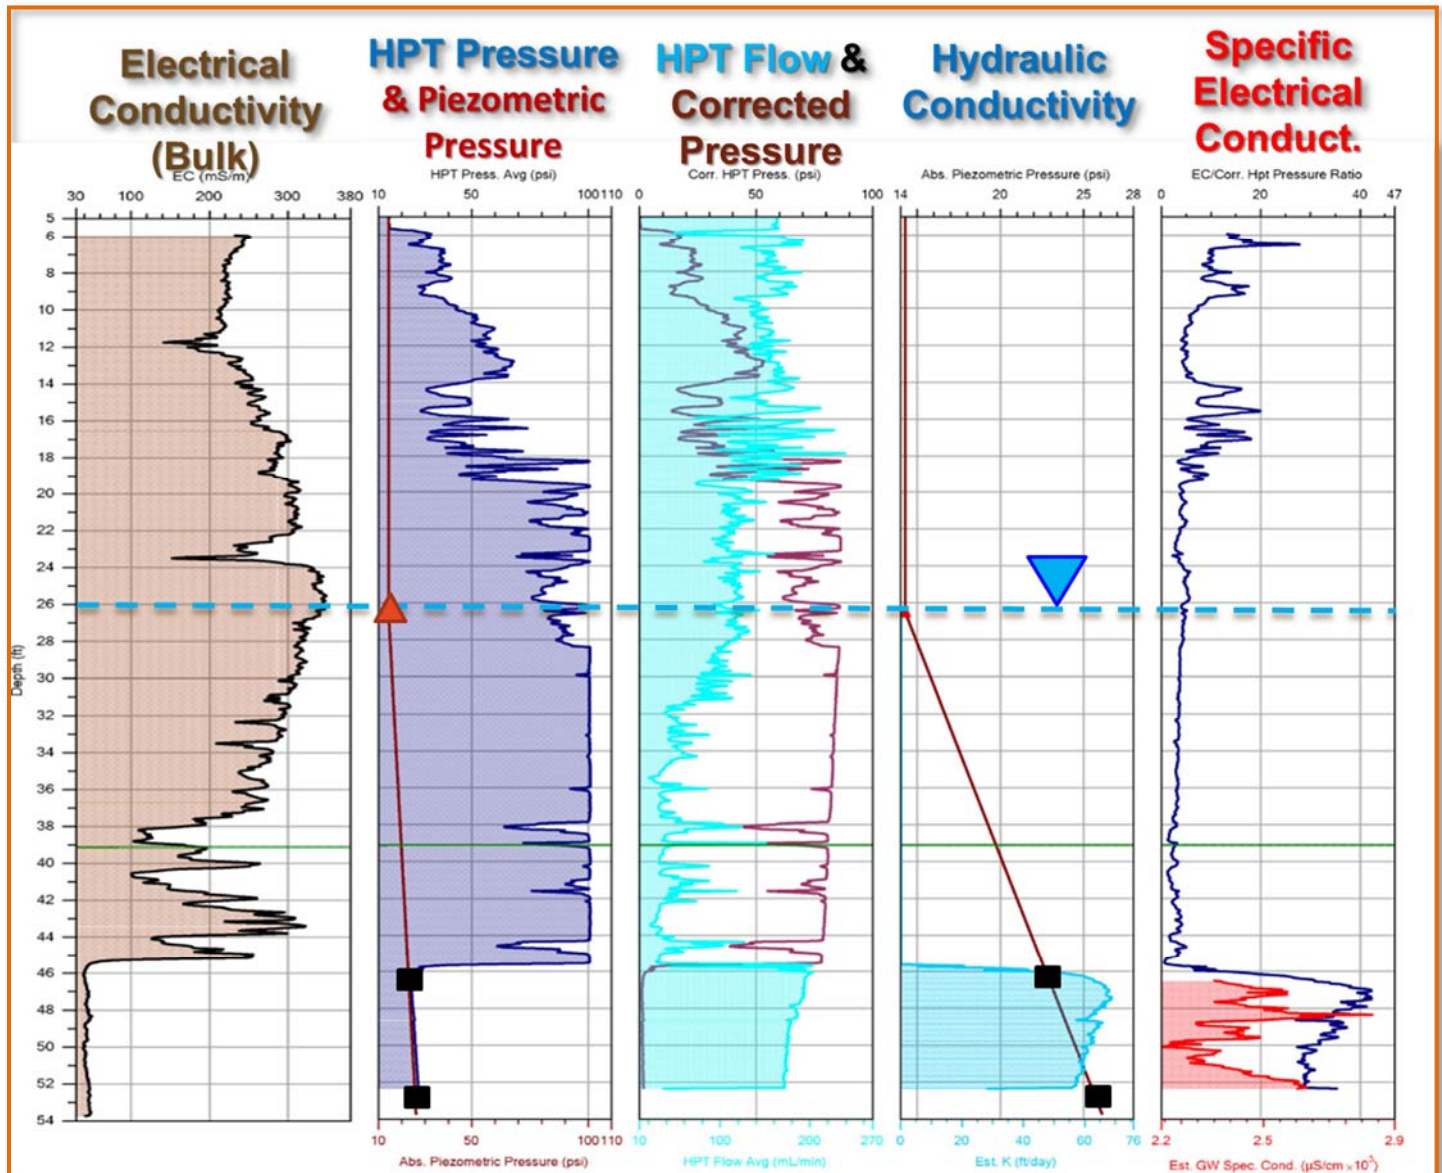 Electrical
Conductivity
(Bulk)
HPT Pressure
& Piezometric
Pressure
HPT Flow &
Corrected
Pressure
Hydraulic
Conductivity
Specific
Electrical
Conduct.
EC (mS/m)
HPT Press. Avg (psi)
Corr. HPT Press. (psi)
Abs. Piezometric Pressure (psi)
EC/Corr. Hpt Pressure Ratio
30 100 200 300 380
10 50 100 110
0 50 100
14 20 25 28
0 20 40 47
5
6
8
10
12
14
16
18
20
22
24
26
28
30
32
34
36
38
40
42
44
46
48
50
52
54
Depth (ft)
10 50 100 110
10 100 200 270
0 20 40 60 76
2.2 2.5 2.9
Abs. Piezometric Pressure (psi)
HPT Flow Avg (mL/min)
Est. K (ft/day)
Est. GW Spec. Cond. (µS/cm × 10³)